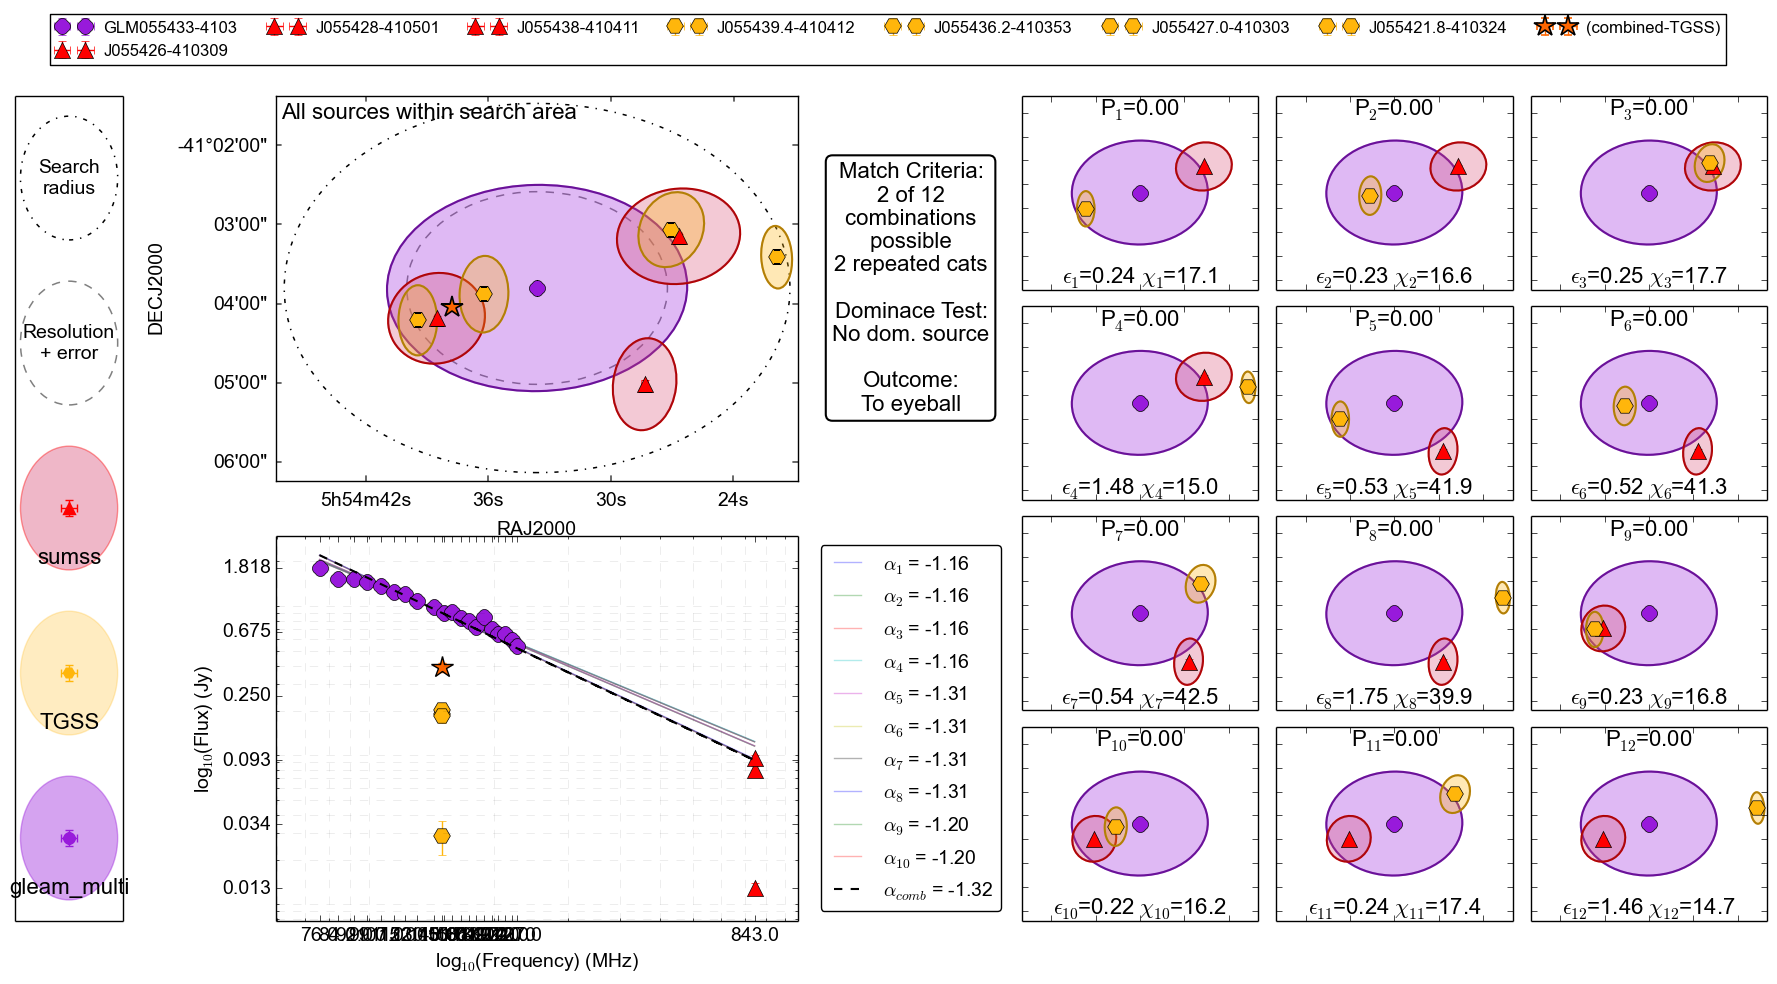 GLM055433-4103 J055428-410501 J055438-410411 J055439.4-410412 J055436.2-410353 J055427.0-410303 J055421.8-410324 (combined-TGSS)
J055426-410309
Search
radius
Resolution
+ error
sumss
TGSS
gleam_multi
All sources within search area
DECJ2000
-41°02'00"
03'00"
04'00"
05'00"
06'00"
5h54m42s 36s 30s 24s
RAJ2000
Match Criteria:
2 of 12
combinations
possible
2 repeated cats
Dominace Test:
No dom. source
Outcome:
To eyeball
log₁₀(Flux) (Jy)
1.818
0.675
0.250
0.093
0.034
0.013
843.0
log₁₀(Frequency) (MHz)
α₁ = -1.16
α₂ = -1.16
α₃ = -1.16
α₄ = -1.16
α₅ = -1.31
α₆ = -1.31
α₇ = -1.31
α₈ = -1.31
α₉ = -1.20
α₁₀ = -1.20
α_comb = -1.32
P₁=0.00
ϵ₁=0.24 χ₁=17.1
P₂=0.00
ϵ₂=0.23 χ₂=16.6
P₃=0.00
ϵ₃=0.25 χ₃=17.7
P₄=0.00
ϵ₄=1.48 χ₄=15.0
P₅=0.00
ϵ₅=0.53 χ₅=41.9
P₆=0.00
ϵ₆=0.52 χ₆=41.3
P₇=0.00
ϵ₇=0.54 χ₇=42.5
P₈=0.00
ϵ₈=1.75 χ₈=39.9
P₉=0.00
ϵ₉=0.23 χ₉=16.8
P₁₀=0.00
ϵ₁₀=0.22 χ₁₀=16.2
P₁₁=0.00
ϵ₁₁=0.24 χ₁₁=17.4
P₁₂=0.00
ϵ₁₂=1.46 χ₁₂=14.7